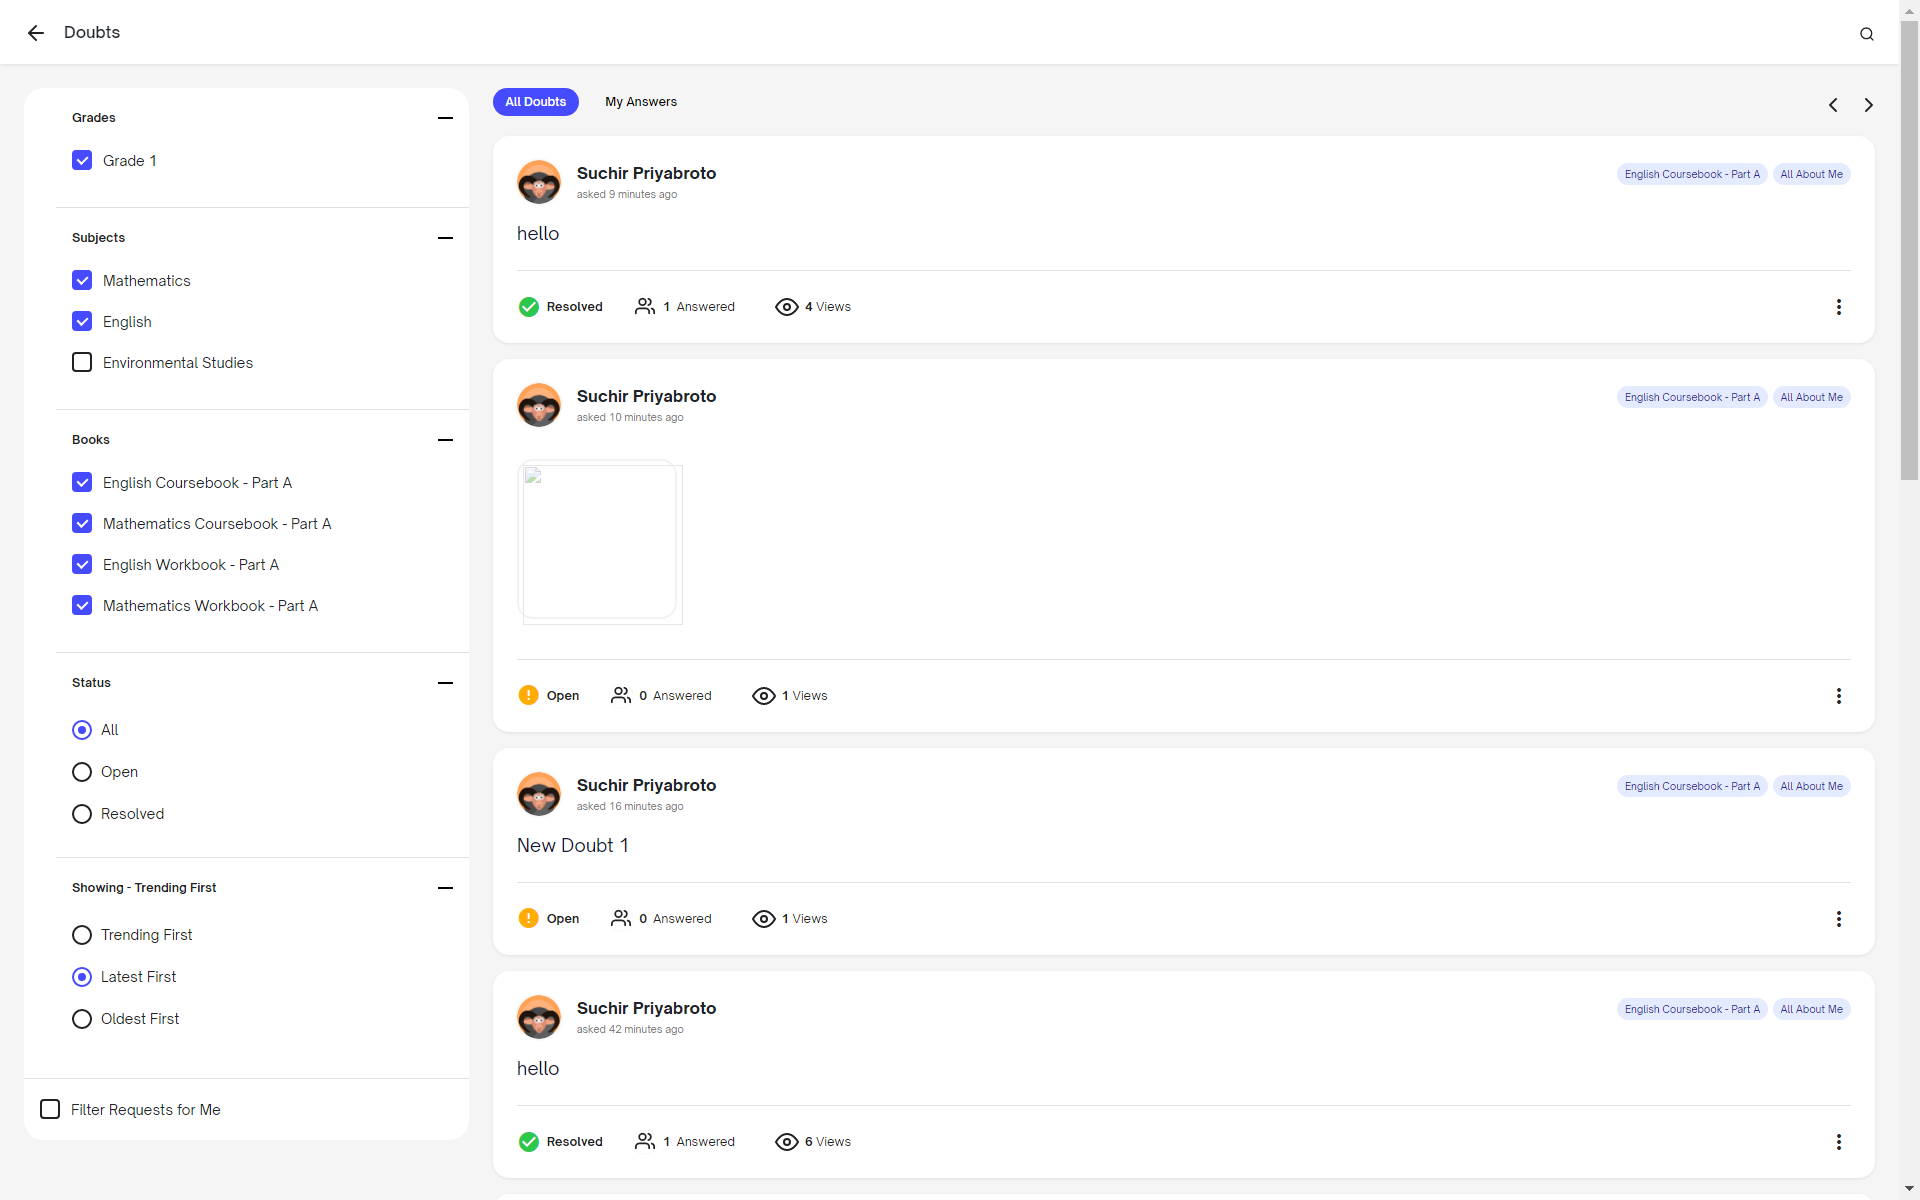 Doubts
Grades
Grade 1
Subjects
Mathematics
English
Environmental Studies
Books
English Coursebook - Part A
Mathematics Coursebook - Part A
English Workbook - Part A
Mathematics Workbook - Part A
Status
All
Open
Resolved
Showing - Trending First
Trending First
Latest First
Oldest First
Filter Requests for Me
All Doubts My Answers
Suchir Priyabroto English Coursebook - Part A All About Me
asked 9 minutes ago
hello
Resolved 1 Answered 4 Views
Suchir Priyabroto English Coursebook - Part A All About Me
asked 10 minutes ago
Open 0 Answered 1 Views
Suchir Priyabroto English Coursebook - Part A All About Me
asked 16 minutes ago
New Doubt 1
Open 0 Answered 1 Views
Suchir Priyabroto English Coursebook - Part A All About Me
asked 42 minutes ago
hello
Resolved 1 Answered 6 Views